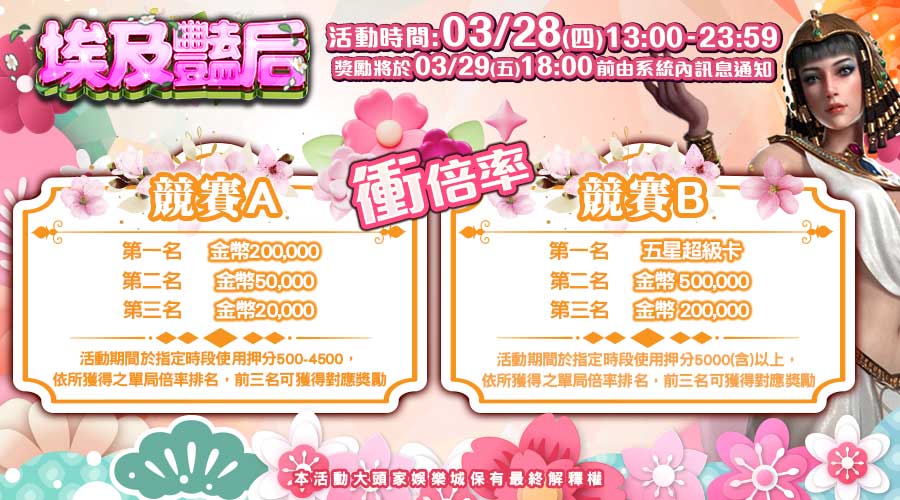 埃及豔后
活動時間:03/28(四)13:00-23:59
獎勵將於03/29(五)18:00前由系統內訊息通知
衝倍率
競賽A
第一名 金幣200,000
第二名 金幣50,000
第三名 金幣20,000
活動期間於指定時段使用押分500-4500，
依所獲得之單局倍率排名，前三名可獲得對應獎勵
競賽B
第一名 五星超級卡
第二名 金幣 500,000
第三名 金幣 200,000
活動期間於指定時段使用押分5000(含)以上，
依所獲得之單局倍率排名，前三名可獲得對應獎勵
本活動大頭家娛樂城保有最終解釋權